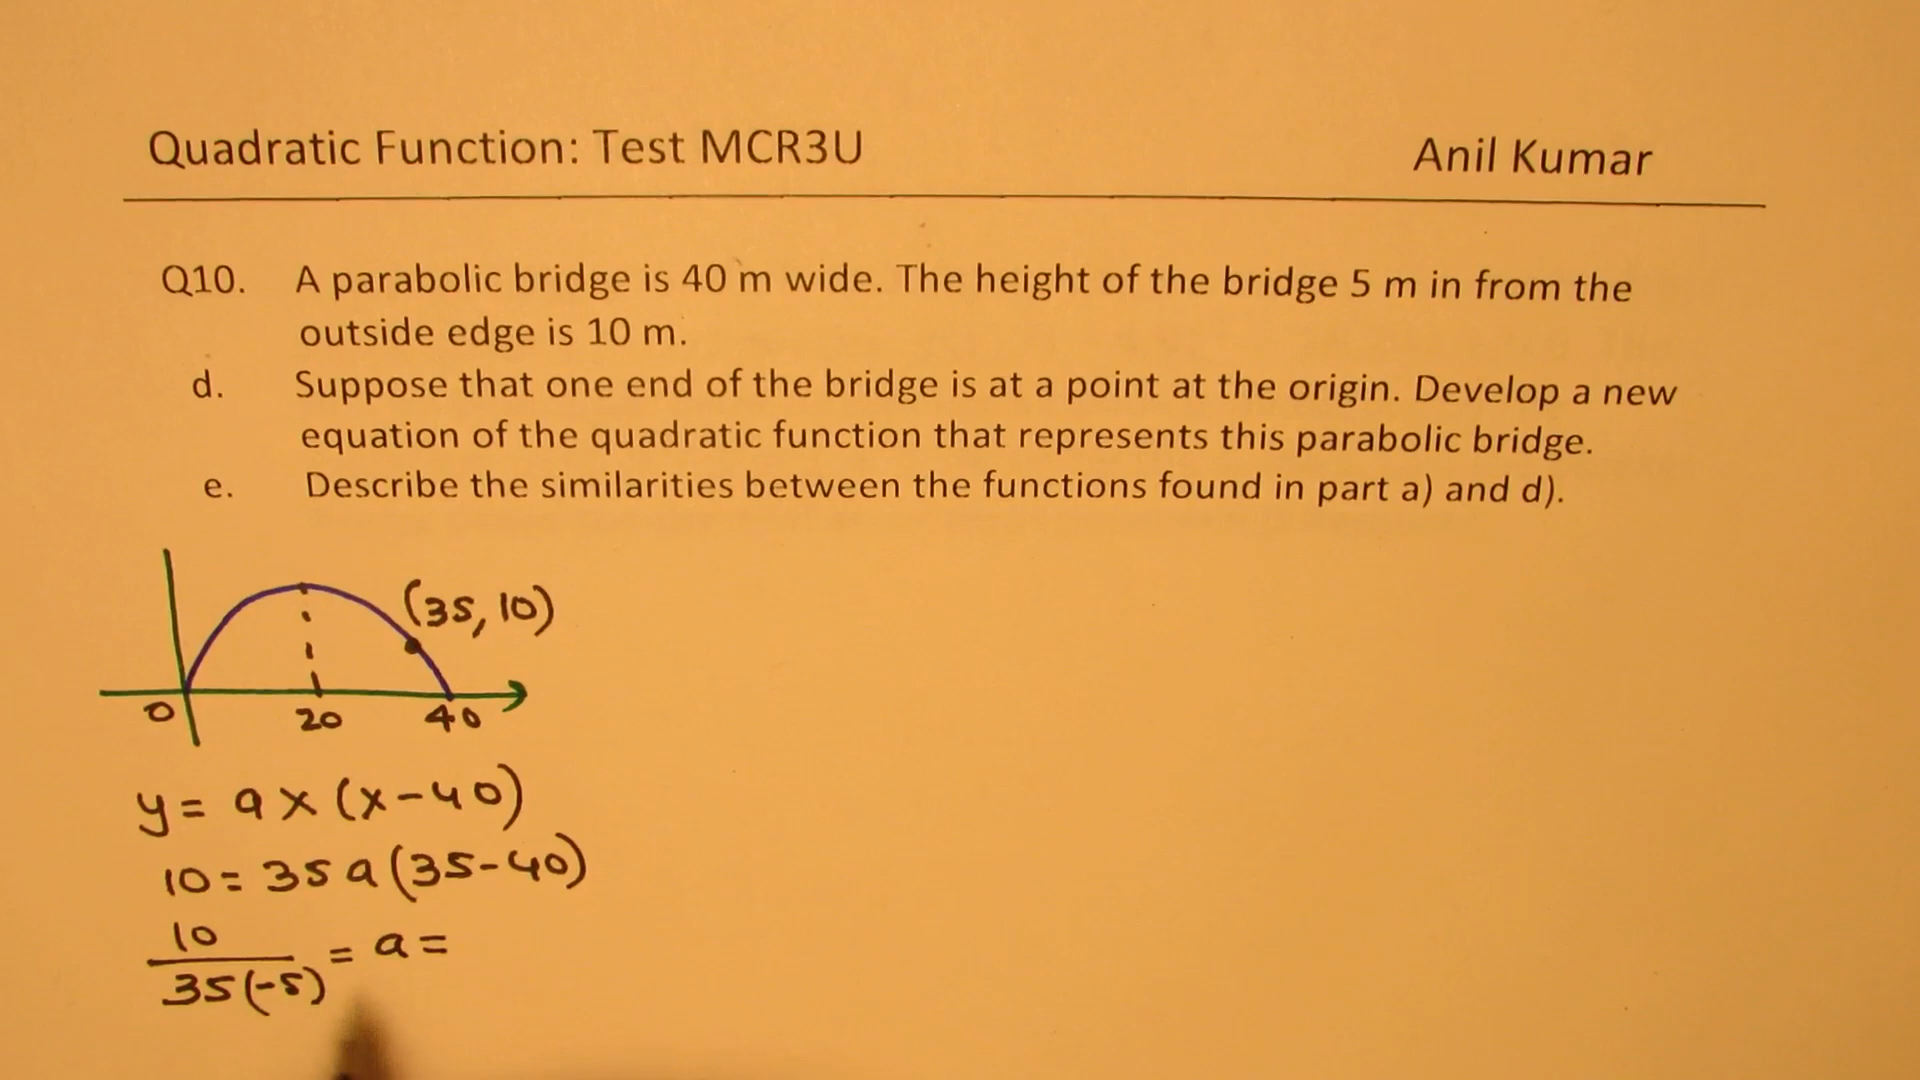 Quadratic Function: Test MCR3U Anil Kumar
Q10. A parabolic bridge is 40 m wide. The height of the bridge 5 m in from the
outside edge is 10 m.
d. Suppose that one end of the bridge is at a point at the origin. Develop a new
equation of the quadratic function that represents this parabolic bridge.
e. Describe the similarities between the functions found in part a) and d).
(35, 10)
0 20 40
y = ax(x-40)
10 = 35a(35-40)
10
35(-5) = a =